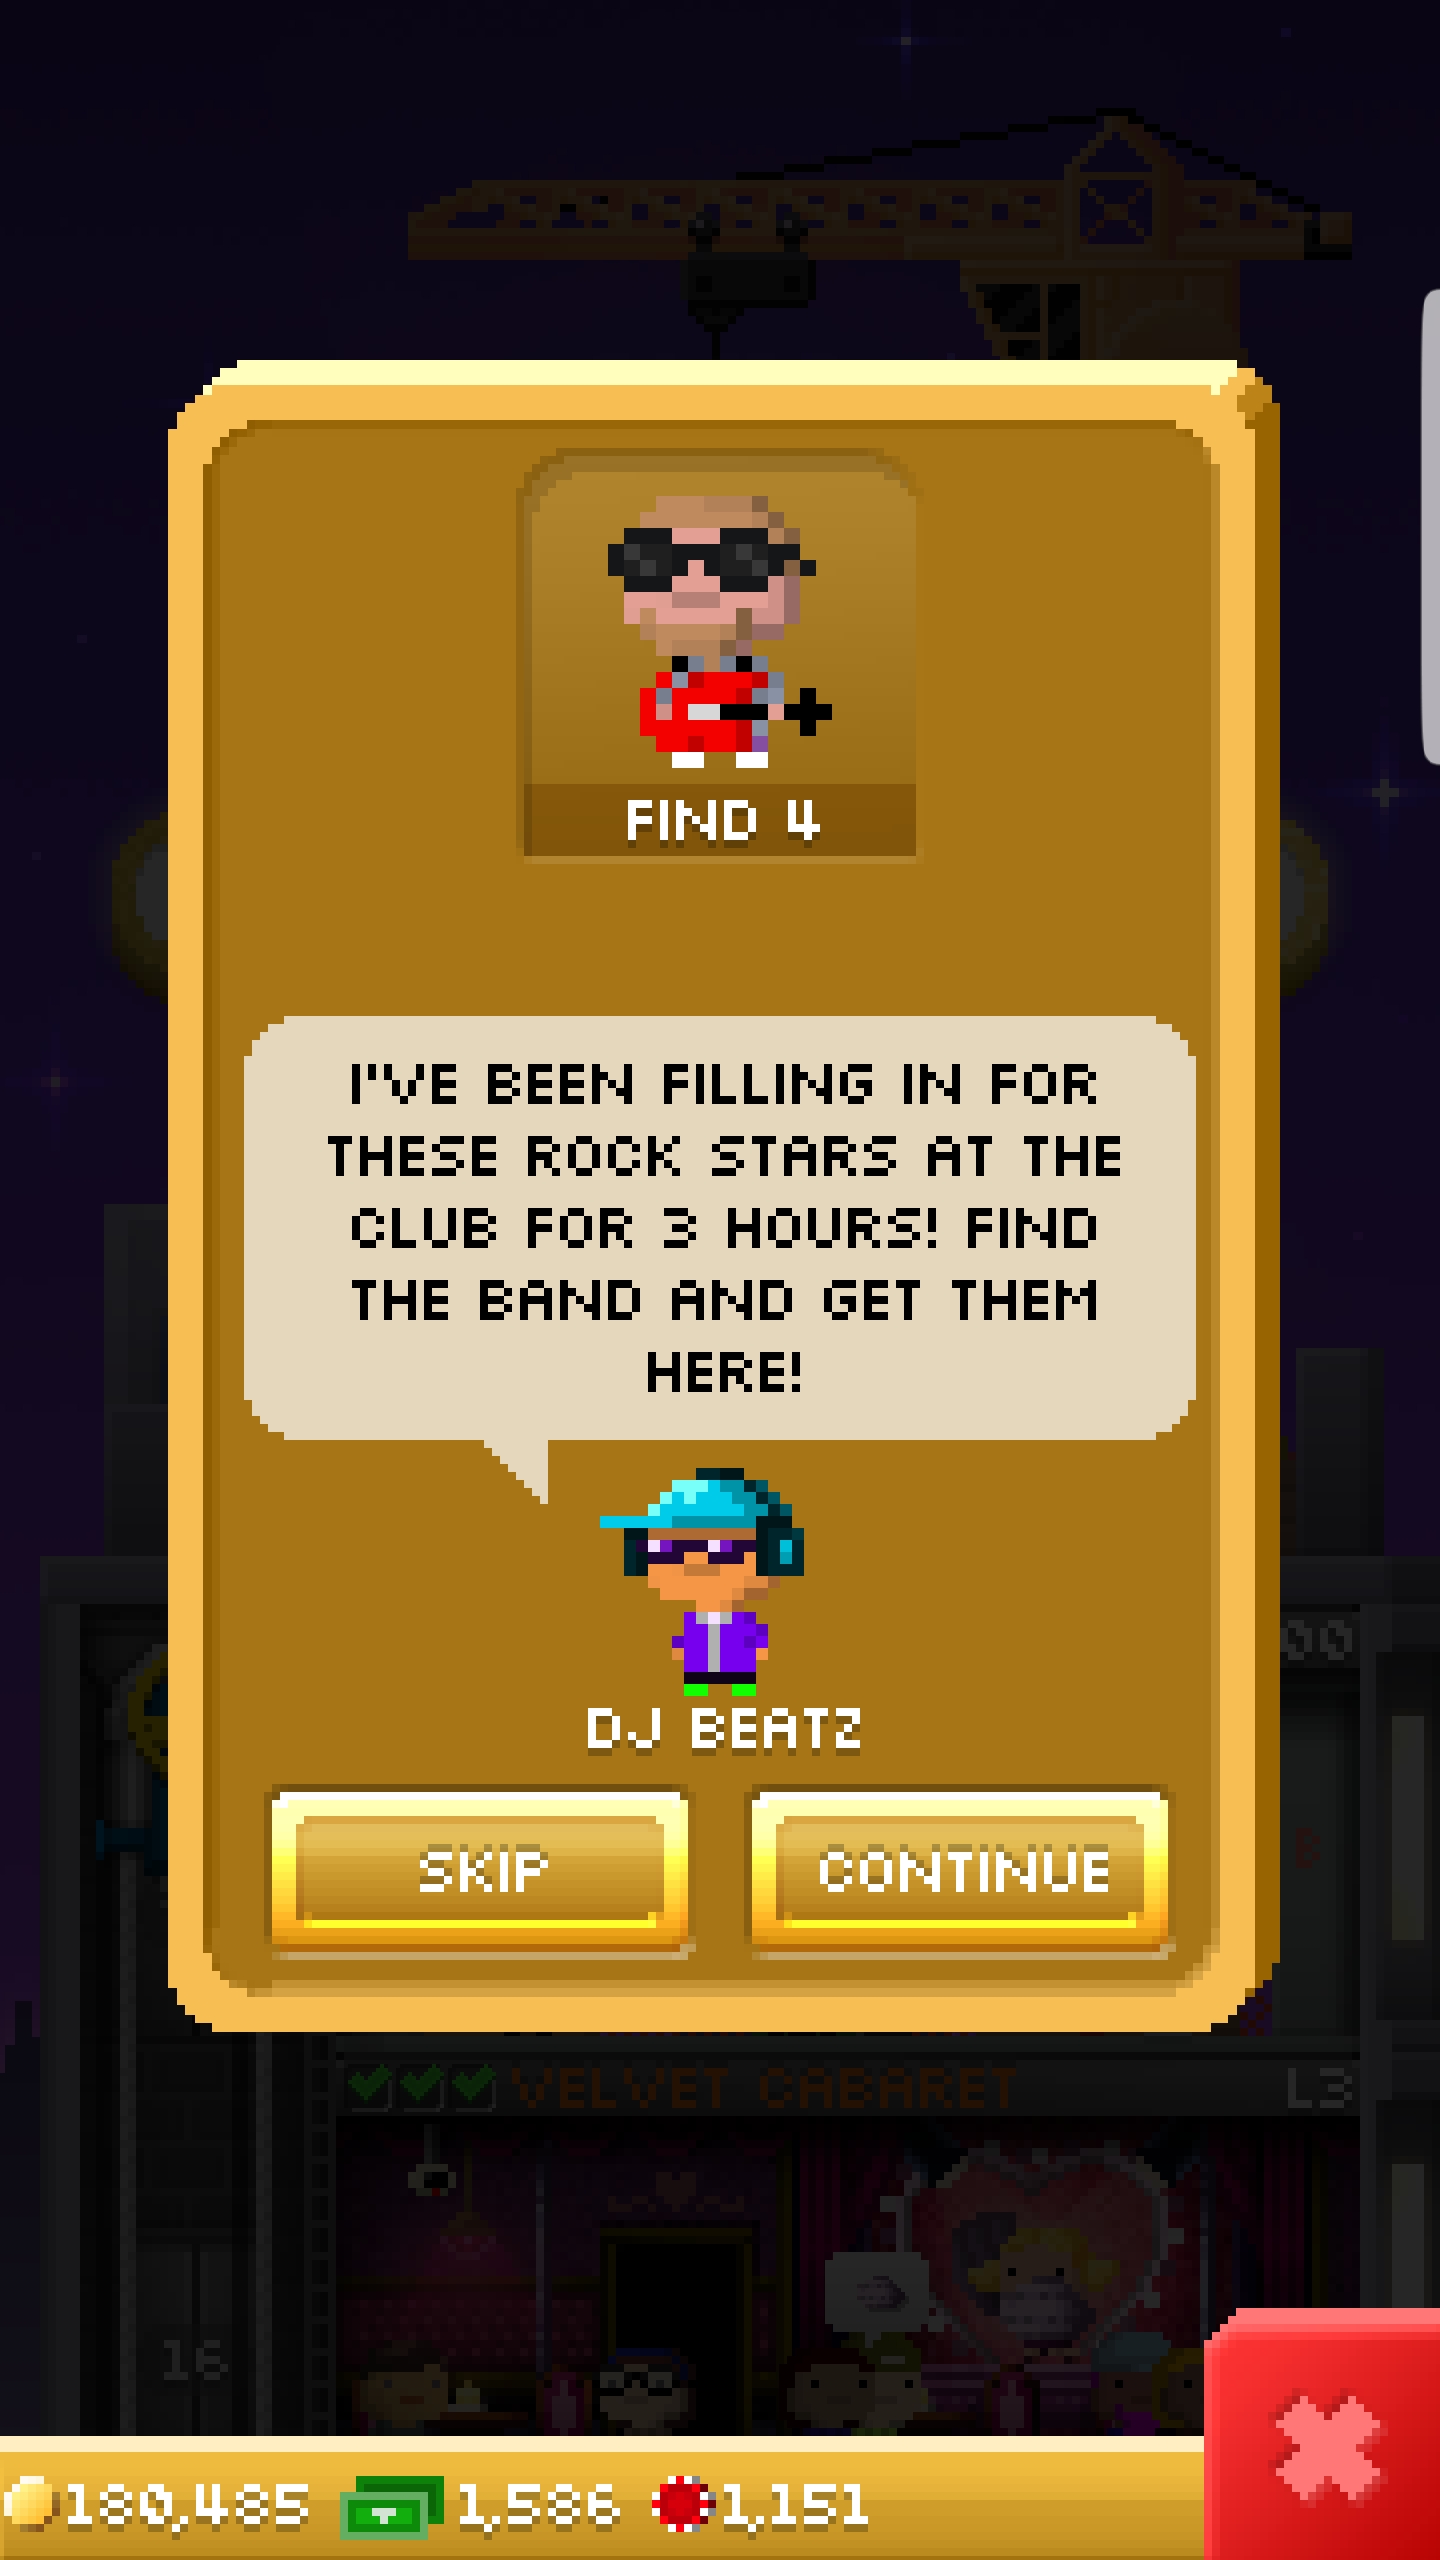 FIND 4
I'VE BEEN FILLING IN FOR
THESE ROCK STARS AT THE
CLUB FOR 3 HOURS! FIND
THE BAND AND GET THEM
HERE!
DJ BEATZ
SKIP
CONTINUE
VELVET CABARET L3
16
180,485 1,586 1,151